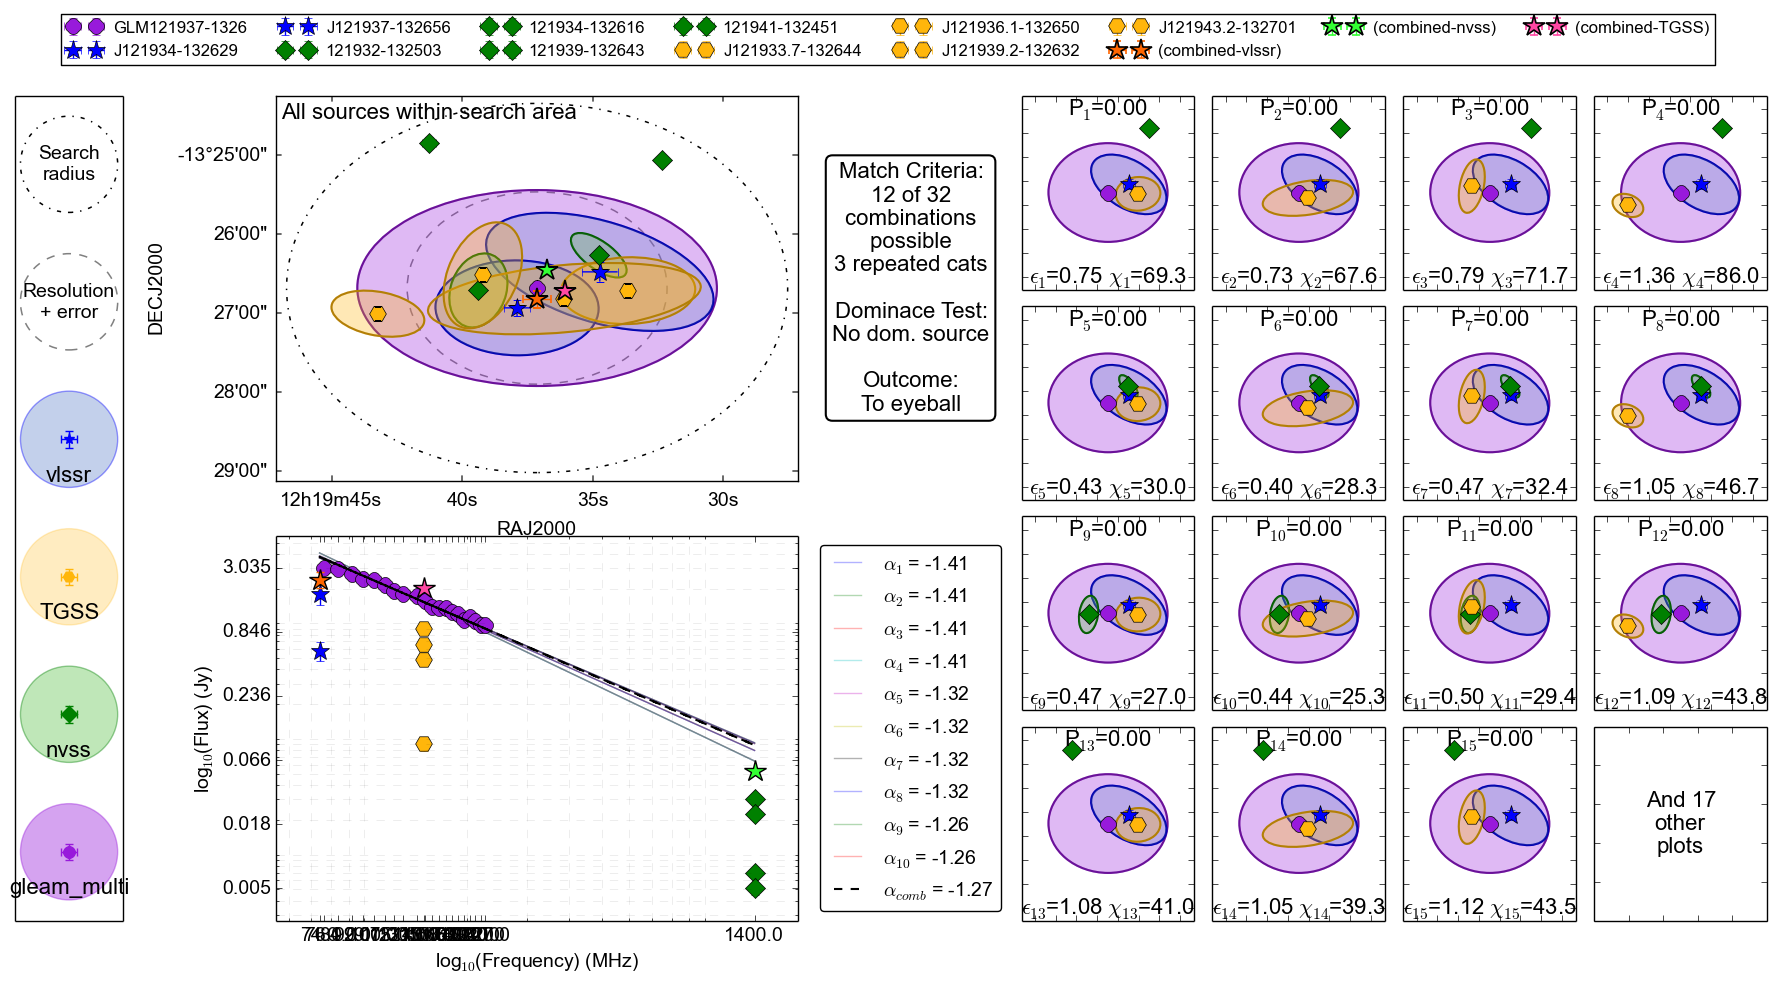 GLM121937-1326
J121937-132656
121934-132616
121941-132451
J121936.1-132650
J121943.2-132701
(combined-nvss)
(combined-TGSS)
J121934-132629
121932-132503
121939-132643
J121933.7-132644
J121939.2-132632
(combined-vlssr)
Search
radius
Resolution
+ error
vlssr
TGSS
nvss
gleam_multi
All sources within search area
DECJ2000
-13°25'00"
26'00"
27'00"
28'00"
29'00"
12h19m45s
40s
35s
30s
RAJ2000
Match Criteria:
12 of 32
combinations
possible
3 repeated cats
Dominace Test:
No dom. source
Outcome:
To eyeball
log10(Flux) (Jy)
3.035
0.846
0.236
0.066
0.018
0.005
1400.0
log10(Frequency) (MHz)
α1 = -1.41
α2 = -1.41
α3 = -1.41
α4 = -1.41
α5 = -1.32
α6 = -1.32
α7 = -1.32
α8 = -1.32
α9 = -1.26
α10 = -1.26
αcomb = -1.27
P1=0.00
ϵ1=0.75 χ1=69.3
P2=0.00
ϵ2=0.73 χ2=67.6
P3=0.00
ϵ3=0.79 χ3=71.7
P4=0.00
ϵ4=1.36 χ4=86.0
P5=0.00
ϵ5=0.43 χ5=30.0
P6=0.00
ϵ6=0.40 χ6=28.3
P7=0.00
ϵ7=0.47 χ7=32.4
P8=0.00
ϵ8=1.05 χ8=46.7
P9=0.00
ϵ9=0.47 χ9=27.0
P10=0.00
ϵ10=0.44 χ10=25.3
P11=0.00
ϵ11=0.50 χ11=29.4
P12=0.00
ϵ12=1.09 χ12=43.8
P13=0.00
ϵ13=1.08 χ13=41.0
P14=0.00
ϵ14=1.05 χ14=39.3
P15=0.00
ϵ15=1.12 χ15=43.5
And 17
other
plots